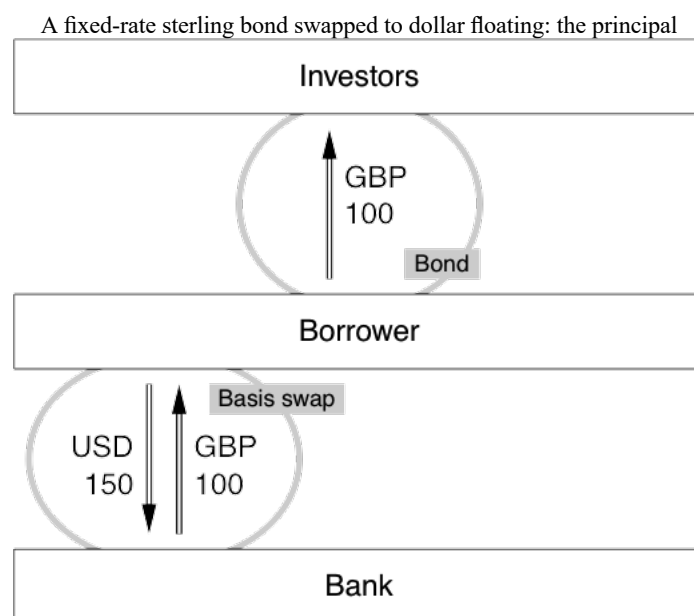 A fixed-rate sterling bond swapped to dollar floating: the principal
Investors
GBP
100
Bond
Borrower
Basis swap
USD
150
GBP
100
Bank